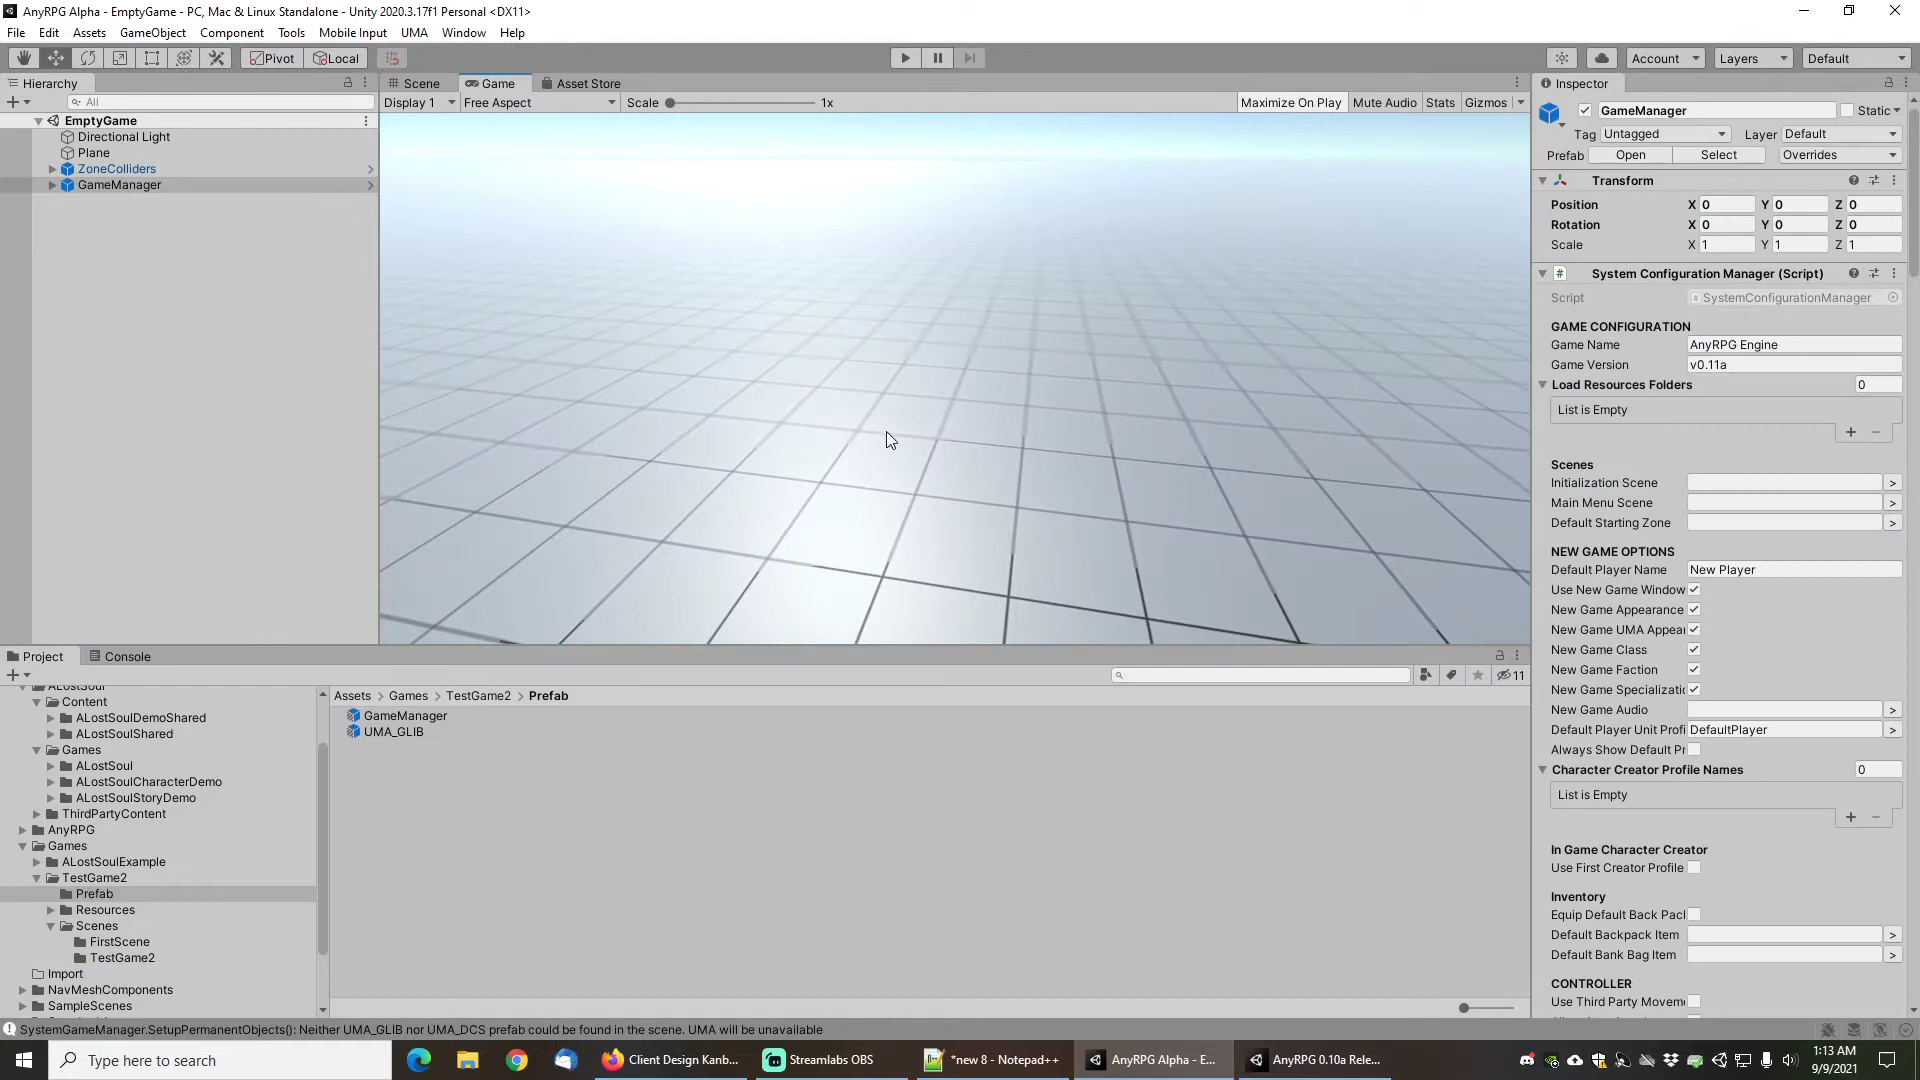 AnyRPG Alpha - EmptyGame - PC, Mac & Linux Standalone - Unity 2020.3.17f1 Personal <DX11>
File Edit Assets GameObject Component Tools Mobile Input UMA Window Help
Pivot Local Account Layers Default
Hierarchy
All
EmptyGame
Directional Light
Plane
ZoneColliders
GameManager
Scene Game Asset Store
Display 1 Free Aspect Scale 1x Maximize On Play Mute Audio Stats Gizmos
Inspector
GameManager Static
Tag Untagged Layer Default
Prefab Open Select Overrides
Transform
Position X 0 Y 0 Z 0
Rotation X 0 Y 0 Z 0
Scale X 1 Y 1 Z 1
# System Configuration Manager (Script)
Script # SystemConfigurationManager
GAME CONFIGURATION
Game Name AnyRPG Engine
Game Version v0.11a
Load Resources Folders 0
List is Empty
+ −
Scenes
Initialization Scene >
Main Menu Scene >
Default Starting Zone >
NEW GAME OPTIONS
Default Player Name New Player
Use New Game Window
New Game Appearance
New Game UMA Appear
New Game Class
New Game Faction
New Game Specializati
New Game Audio >
Default Player Unit Profi DefaultPlayer >
Always Show Default Pr
Character Creator Profile Names 0
List is Empty
+ −
In Game Character Creator
Use First Creator Profile
Inventory
Equip Default Back Pacl
Default Backpack Item >
Default Bank Bag Item >
CONTROLLER
Use Third Party Movem
Project Console
11
ALostSoul
Content
ALostSoulDemoShared
ALostSoulShared
Games
ALostSoul
ALostSoulCharacterDemo
ALostSoulStoryDemo
ThirdPartyContent
AnyRPG
Games
ALostSoulExample
TestGame2
Prefab
Resources
Scenes
FirstScene
TestGame2
Import
NavMeshComponents
SampleScenes
Assets > Games > TestGame2 > Prefab
GameManager
UMA_GLIB
SystemGameManager.SetupPermanentObjects(): Neither UMA_GLIB nor UMA_DCS prefab could be found in the scene. UMA will be unavailable
Type here to search
Client Design Kanb...
Streamlabs OBS
*new 8 - Notepad++
AnyRPG Alpha - E...
AnyRPG 0.10a Rele...
1:13 AM
9/9/2021